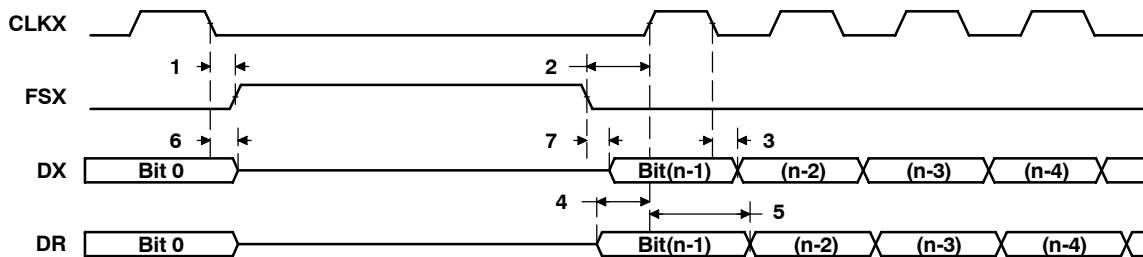 CLKX
1 2
FSX
6 7 3
DX Bit 0 Bit(n-1) (n-2) (n-3) (n-4)
4 5
DR Bit 0 Bit(n-1) (n-2) (n-3) (n-4)